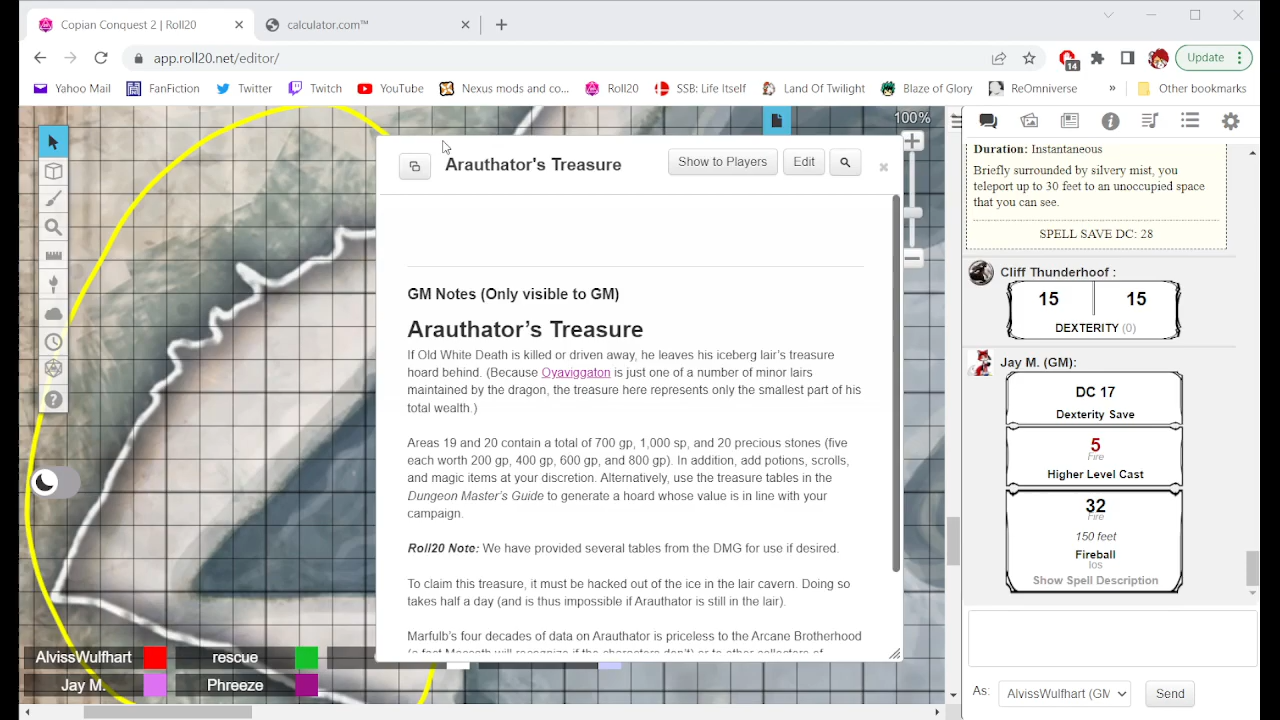 Copian Conquest 2 | Roll20
calculator.com™
app.roll20.net/editor/
14
Update
Yahoo Mail
FanFiction
Twitter
Twitch
YouTube
Nexus mods and co...
Roll20
SSB: Life Itself
Land Of Twilight
Blaze of Glory
ReOmniverse
»
Other bookmarks
100%
Arauthator's Treasure
Show to Players
Edit
GM Notes (Only visible to GM)
Arauthator's Treasure
If Old White Death is killed or driven away, he leaves his iceberg lair's treasure
hoard behind. (Because Oyaviggaton is just one of a number of minor lairs
maintained by the dragon, the treasure here represents only the smallest part of his
total wealth.)
Areas 19 and 20 contain a total of 700 gp, 1,000 sp, and 20 precious stones (five
each worth 200 gp, 400 gp, 600 gp, and 800 gp). In addition, add potions, scrolls,
and magic items at your discretion. Alternatively, use the treasure tables in the
Dungeon Master's Guide to generate a hoard whose value is in line with your
campaign.
Roll20 Note: We have provided several tables from the DMG for use if desired.
To claim this treasure, it must be hacked out of the ice in the lair cavern. Doing so
takes half a day (and is thus impossible if Arauthator is still in the lair).
Marfulb's four decades of data on Arauthator is priceless to the Arcane Brotherhood
Duration: Instantaneous
Briefly surrounded by silvery mist, you
teleport up to 30 feet to an unoccupied space
that you can see.
SPELL SAVE DC: 28
Cliff Thunderhoof :
15 15
DEXTERITY (0)
Jay M. (GM):
DC 17
Dexterity Save
5
Fire
Higher Level Cast
32
Fire
150 feet
Fireball
Ios
Show Spell Description
As: AlvissWulfhart (GM
Send
AlvissWulfhart
rescue
Jay M.
Phreeze